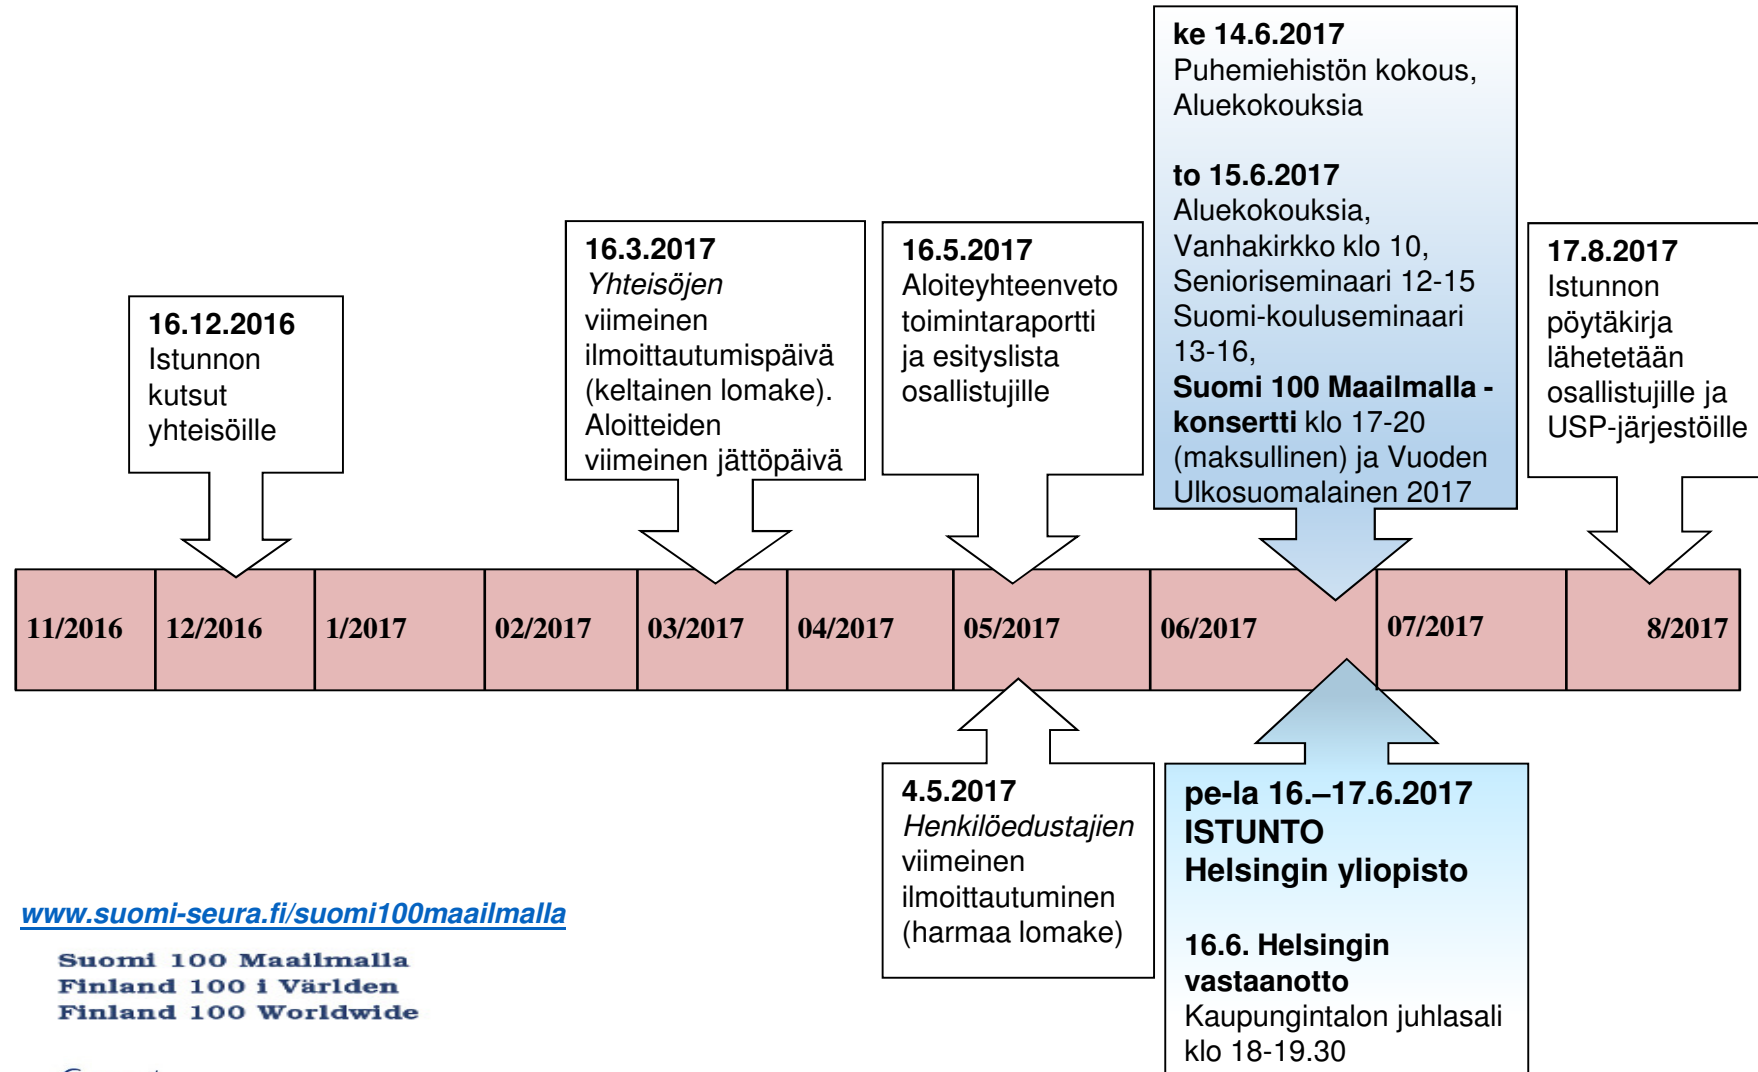 ke 14.6.2017
Puhemiehistön kokous,
Aluekokouksia
to 15.6.2017
Aluekokouksia,
Vanhakirkko klo 10,
Senioriseminaari 12-15
Suomi-kouluseminaari
13-16,
Suomi 100 Maailmalla -
konsertti klo 17-20
(maksullinen) ja Vuoden
Ulkosuomalainen 2017
16.3.2017
Yhteisöjen
viimeinen
ilmoittautumispäivä
(keltainen lomake).
Aloitteiden
viimeinen jättöpäivä
16.5.2017
Aloiteyhteenveto
toimintaraportti
ja esityslista
osallistujille
17.8.2017
Istunnon
pöytäkirja
lähetetään
osallistujille ja
USP-järjestöille
16.12.2016
Istunnon
kutsut
yhteisöille
11/2016
12/2016
1/2017
02/2017
03/2017
04/2017
05/2017
06/2017
07/2017
8/2017
4.5.2017
Henkilöedustajien
viimeinen
ilmoittautuminen
(harmaa lomake)
pe-la 16.–17.6.2017
ISTUNTO
Helsingin yliopisto
16.6. Helsingin
vastaanotto
Kaupungintalon juhlasali
klo 18-19.30
www.suomi-seura.fi/suomi100maailmalla
Suomi 100 Maailmalla
Finland 100 i Världen
Finland 100 Worldwide